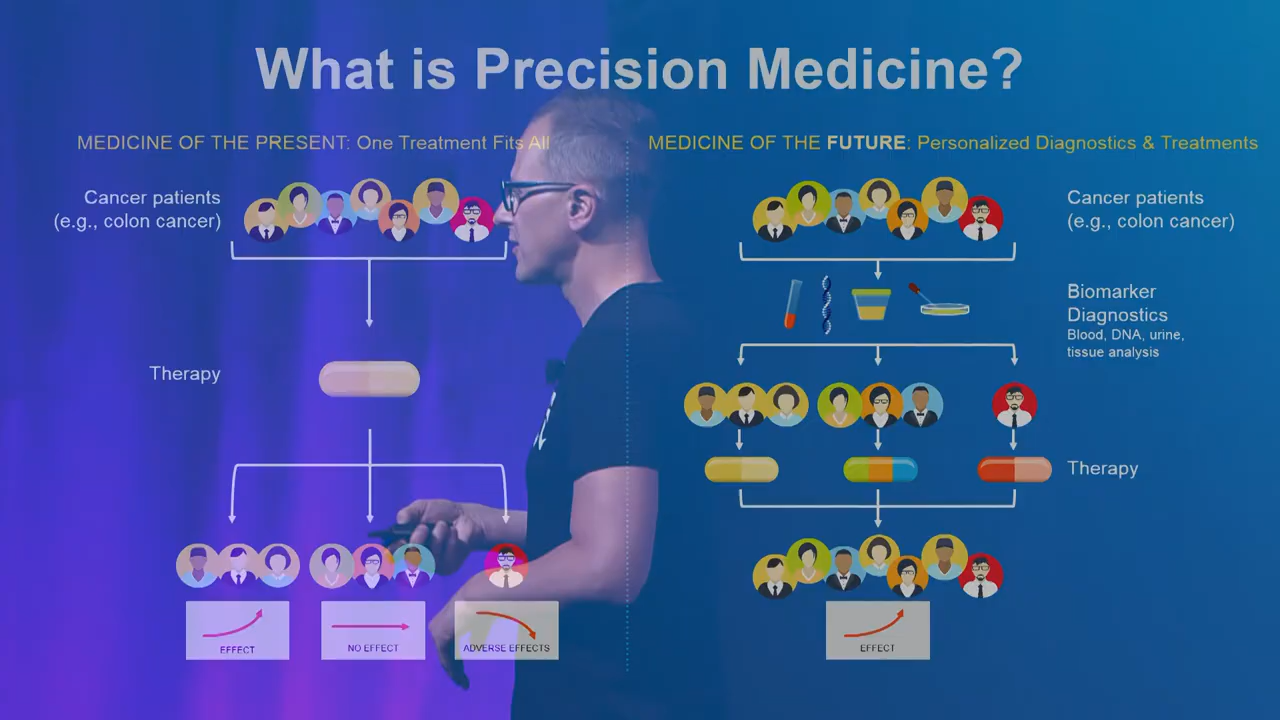 What is Precision Medicine?
MEDICINE OF THE PRESENT: One Treatment Fits All
Cancer patients
(e.g., colon cancer)
Therapy
EFFECT
NO EFFECT
ADVERSE EFFECTS
MEDICINE OF THE FUTURE: Personalized Diagnostics & Treatments
Cancer patients
(e.g., colon cancer)
Biomarker
Diagnostics
Blood, DNA, urine,
tissue analysis
Therapy
EFFECT